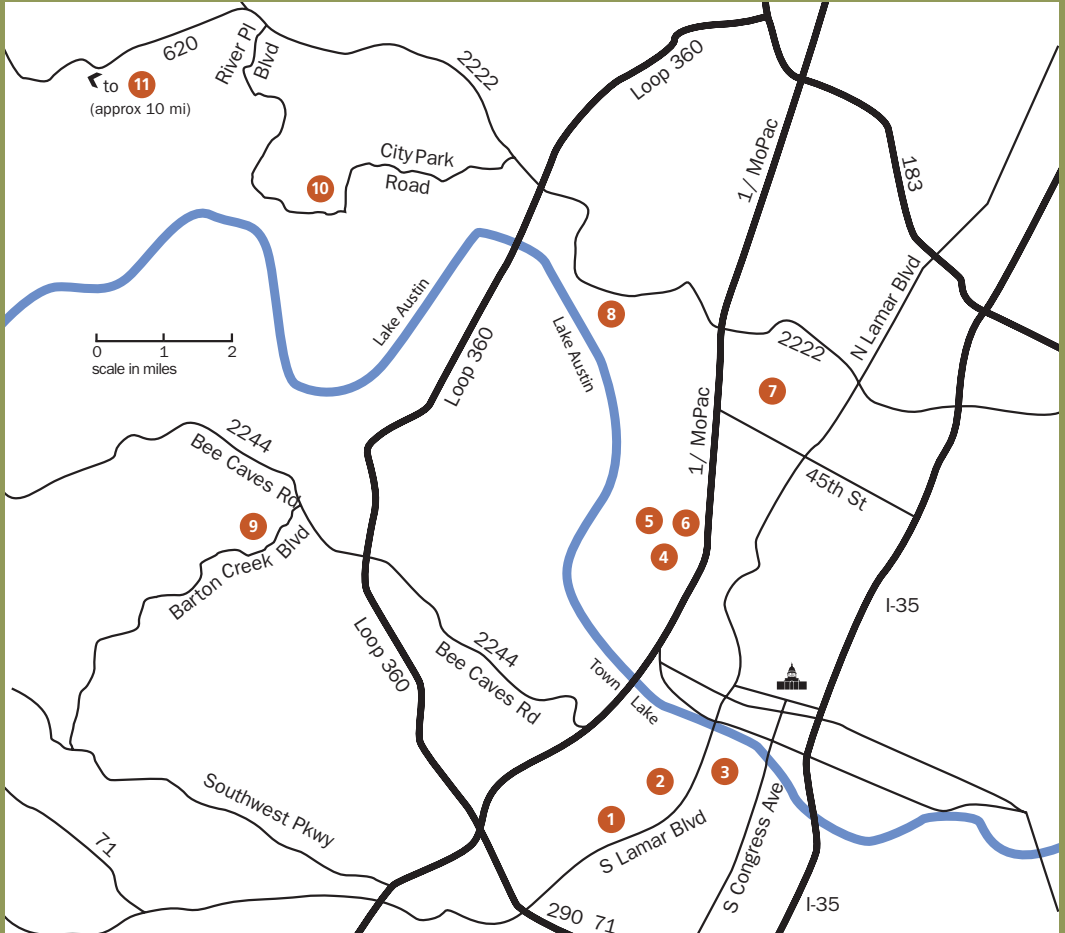 620
River Pl
Blvd
2222
Loop 360
to 11
(approx 10 mi)
1/ MoPac
183
City Park
Road
10
Lake Austin
Lake Austin
8
N Lamar Blvd
2222
0 1 2
scale in miles
Loop 360
7
1/ MoPac
2244
Bee Caves Rd
45th St
9
5
6
4
Barton Creek Blvd
I-35
Loop 360
2244
Bee Caves Rd
Town
Lake
3
2
1
Southwest Pkwy
71
S Lamar Blvd
S Congress Ave
290 71
I-35